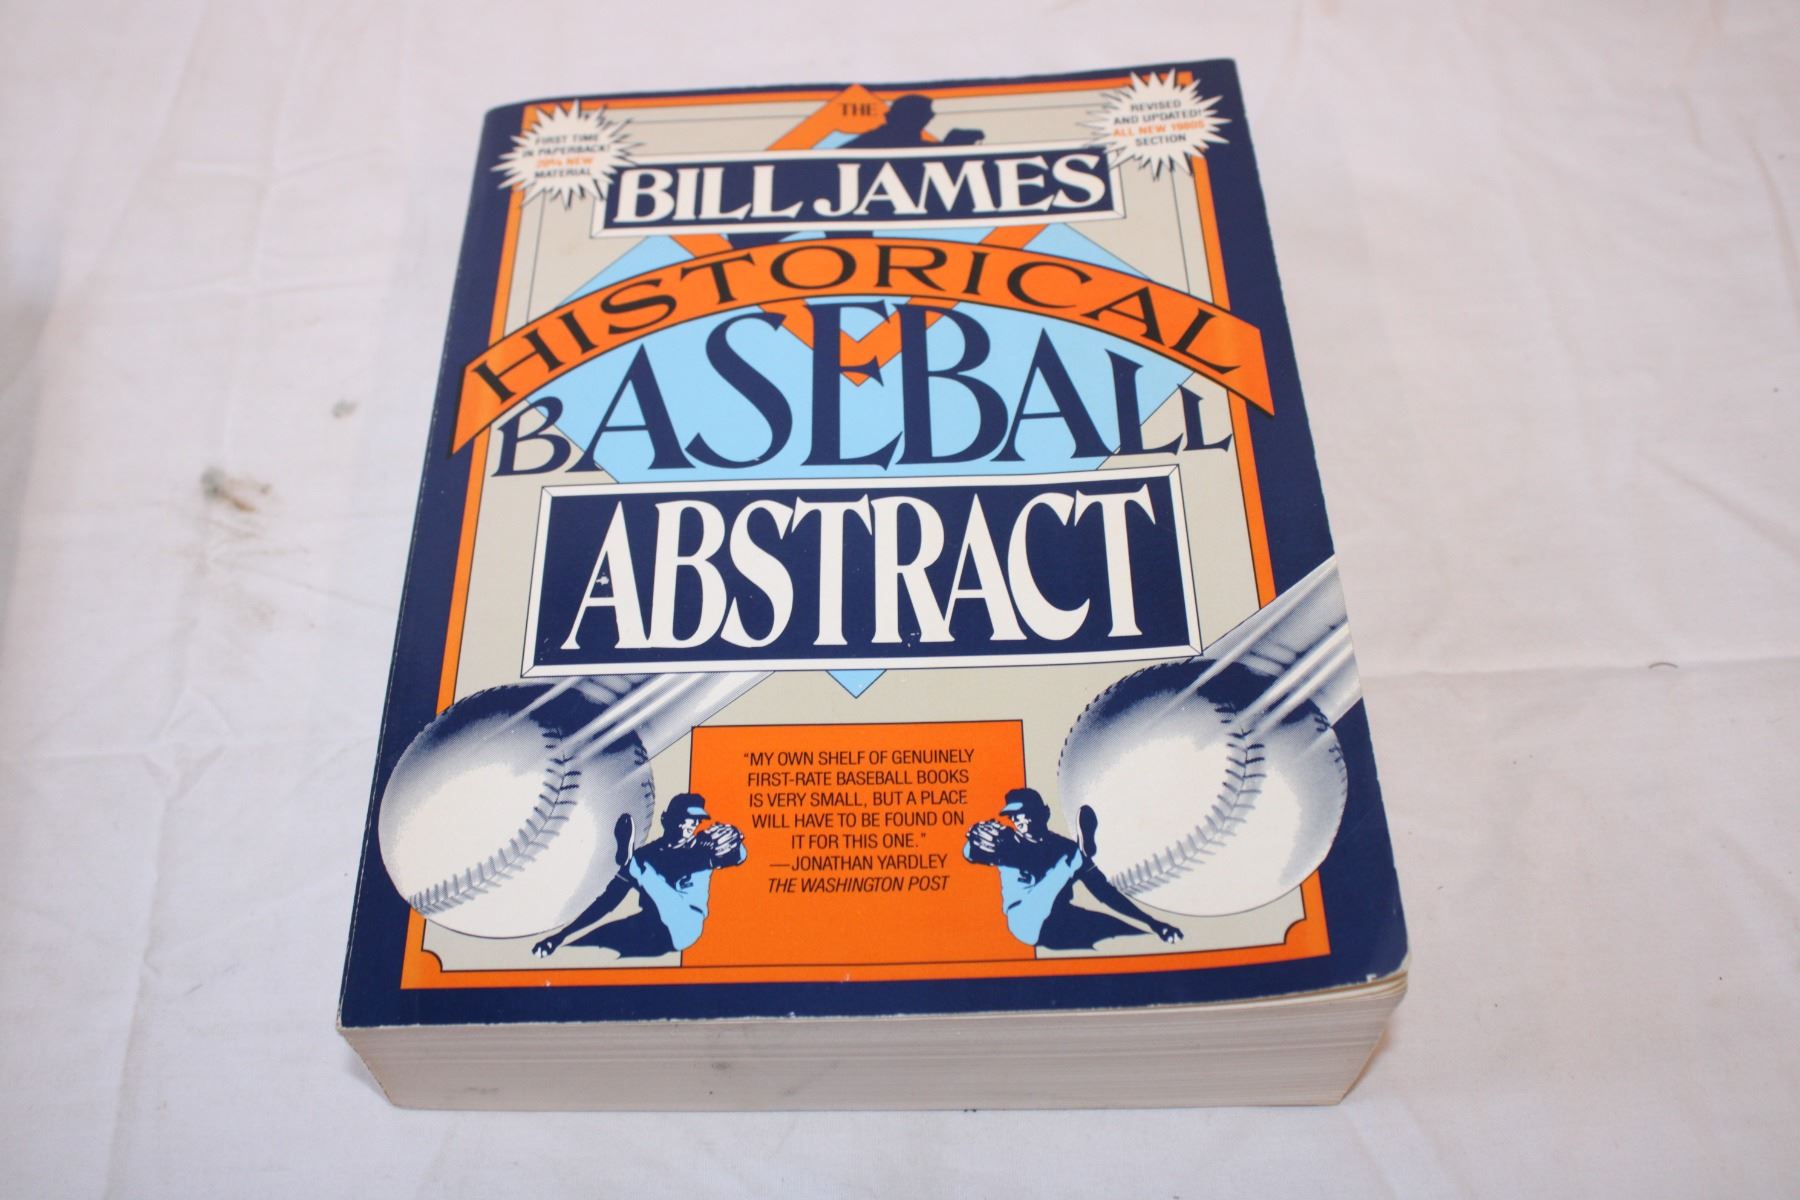 THE
FIRST TIME
IN PAPERBACK!
20% NEW
MATERIAL
REVISED
AND UPDATED!
ALL NEW 1980S
SECTION
BILL JAMES
HISTORICAL
BASEBALL
ABSTRACT
"MY OWN SHELF OF GENUINELY
FIRST-RATE BASEBALL BOOKS
IS VERY SMALL, BUT A PLACE
WILL HAVE TO BE FOUND ON
IT FOR THIS ONE."
—JONATHAN YARDLEY
THE WASHINGTON POST